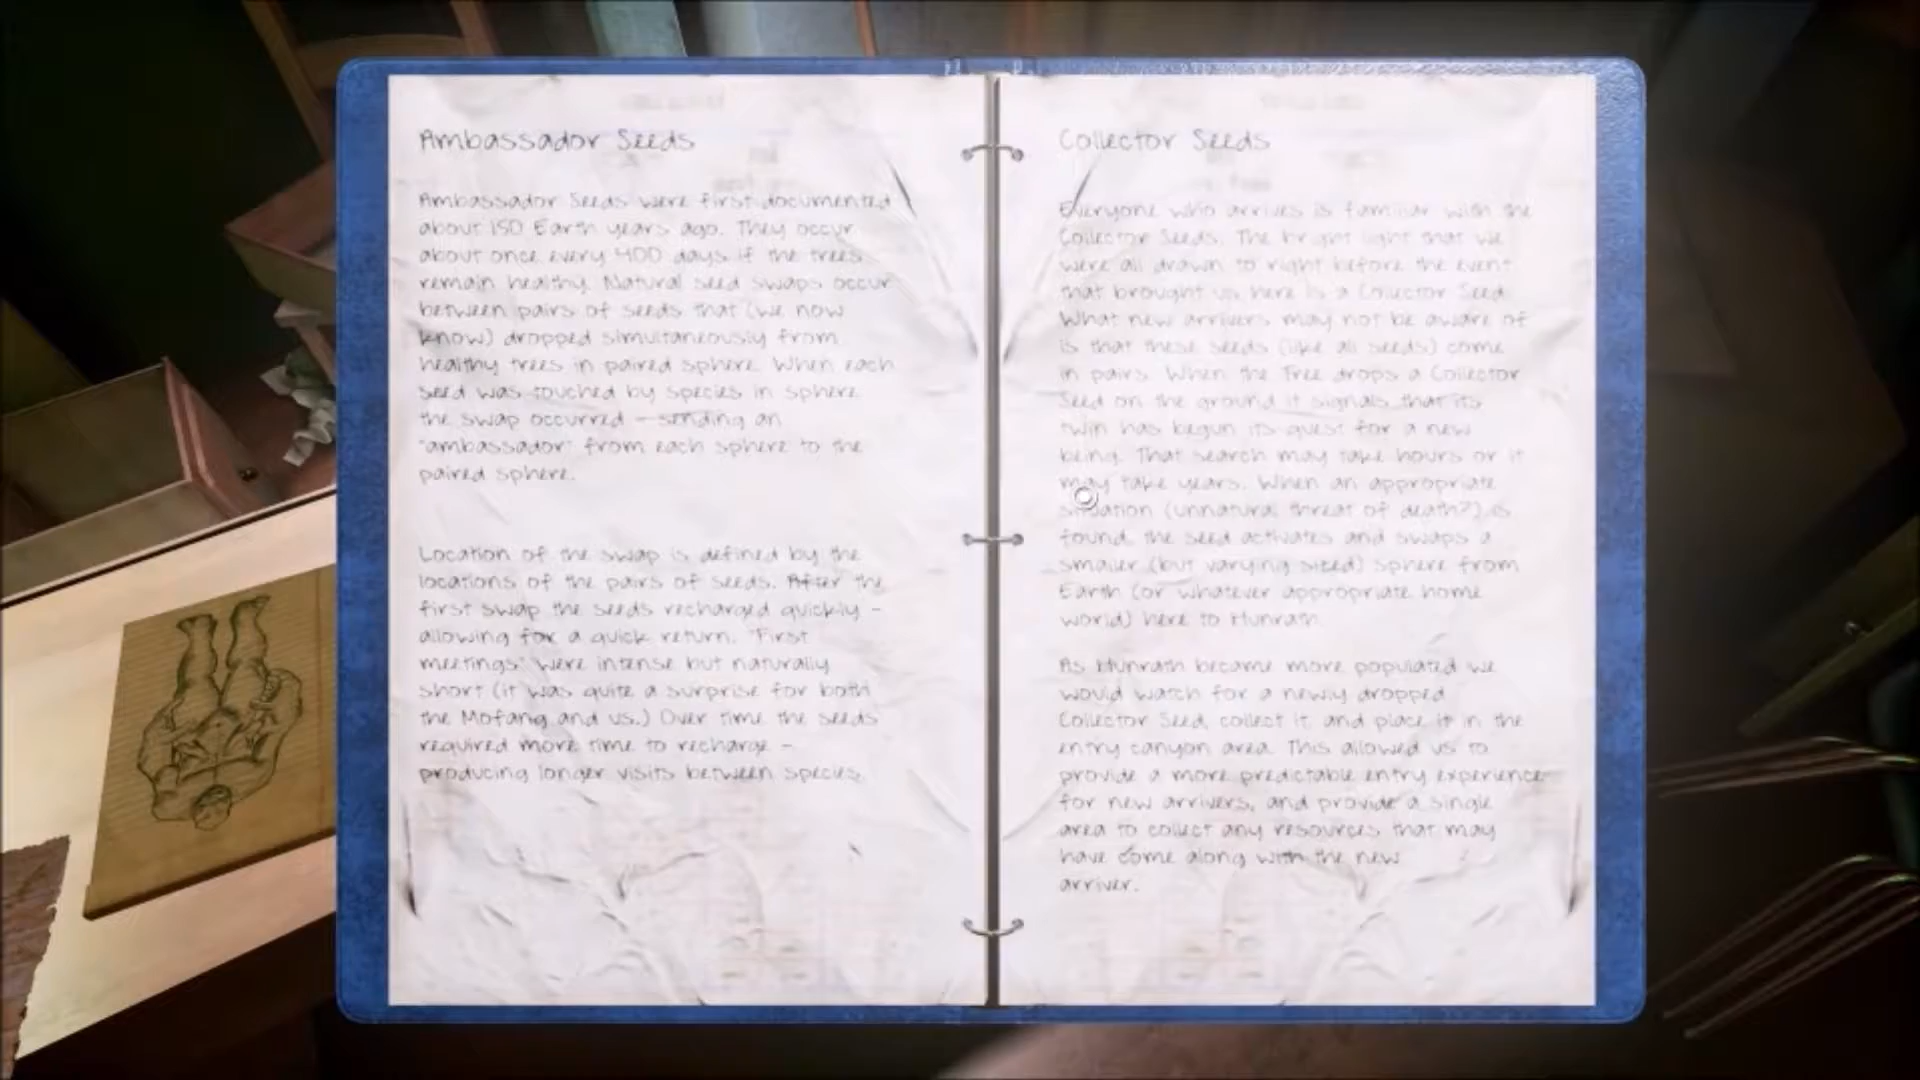 Ambassador Seeds
Ambassador Seeds were first documented
about 150 Earth years ago. They occur
about once every 400 days if the trees
remain healthy. Natural seed swaps occur
between pairs of seeds that (we now
know) dropped simultaneously from
healthy trees in paired sphere. When each
seed was touched by species in sphere
the swap occurred - sending an
"ambassador" from each sphere to the
paired sphere.
Location of the swap is defined by the
locations of the pairs of seeds. After the
first swap the seeds recharged quickly -
allowing for a quick return. "First
meetings" were intense but naturally
short (it was quite a surprise for both
the Mofang and us.) Over time the seeds
required more time to recharge -
producing longer visits between species.
Collector Seeds
Everyone who arrives is familiar with the
Collector Seeds. The bright light that we
were all drawn to right before the event
that brought us here is a Collector Seed.
What new arrivers may not be aware of
is that these seeds (like all seeds) come
in pairs. When the Tree drops a Collector
Seed on the ground it signals that its
twin has begun its quest for a new
being. That search may take hours or it
may take years. When an appropriate
situation (unnatural threat of death?) is
found, the seed activates and swaps a
smaller (but varying sized) sphere from
Earth (or whatever appropriate home
world) here to Hunrath.
As Hunrath became more populated we
would watch for a newly dropped
Collector Seed, collect it and place it in the
entry canyon area. This allowed us to
provide a more predictable entry experience
for new arrivers, and provide a single
area to collect any resources that may
have come along with the new
arriver.